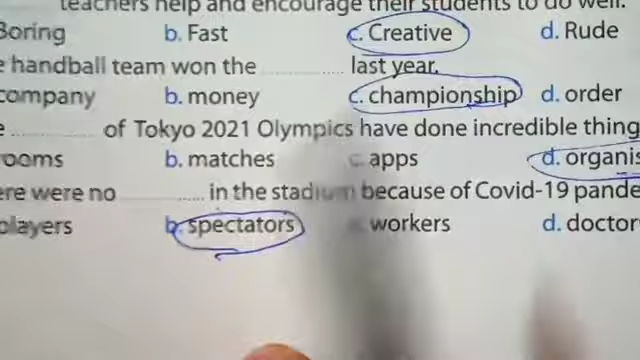 teachers help and encourage their students to do well.
Boring b. Fast c. Creative d. Rude
handball team won the ............ last year.
company b. money c. championship d. order
............ of Tokyo 2021 Olympics have done incredible thing
ooms b. matches c. apps d. organis
ere were no ............ in the stadium because of Covid-19 pande
players b. spectators workers d. doctor